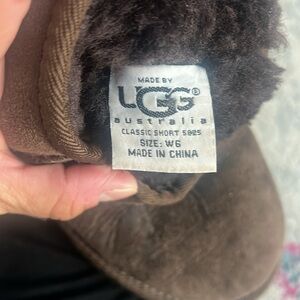 MADE BY
UGG®
australia
CLASSIC SHORT 5825
SIZE: W6
MADE IN CHINA